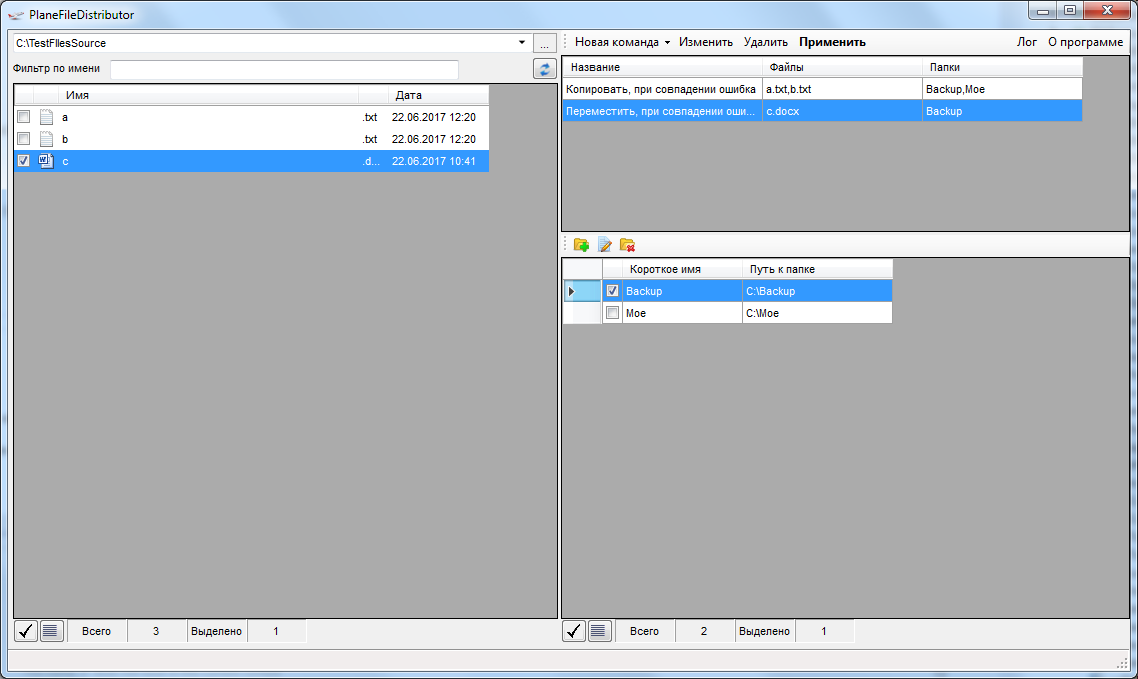 PlaneFileDistributor
C:\TestFIlesSource
...
Фильтр по имени
Имя Дата
a .txt 22.06.2017 12:20
b .txt 22.06.2017 12:20
c .d... 22.06.2017 10:41
Всего 3 Выделено 1
Новая команда Изменить Удалить Применить Лог О программе
Название Файлы Папки
Копировать, при совпадении ошибка a.txt,b.txt Backup,Мое
Переместить, при совпадении оши... c.docx Backup
Короткое имя Путь к папке
Backup C:\Backup
Мое C:\Мое
Всего 2 Выделено 1